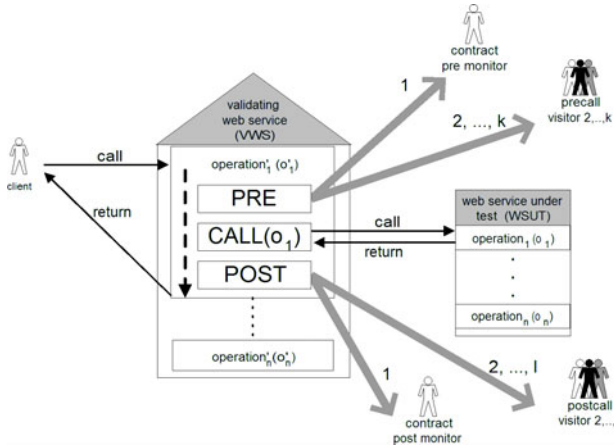 contract
pre monitor
1
precall
visitor 2,..,k
2, ..., k
validating
web service
(VWS)
client
call
return
operation'₁ (o'₁)
PRE
CALL(o₁)
POST
operation'ₙ(o'ₙ)
call
return
web service under
test (WSUT)
operation₁ (o₁)
operationₙ (oₙ)
1
2, ..., l
contract
post monitor
postcall
visitor 2,..,